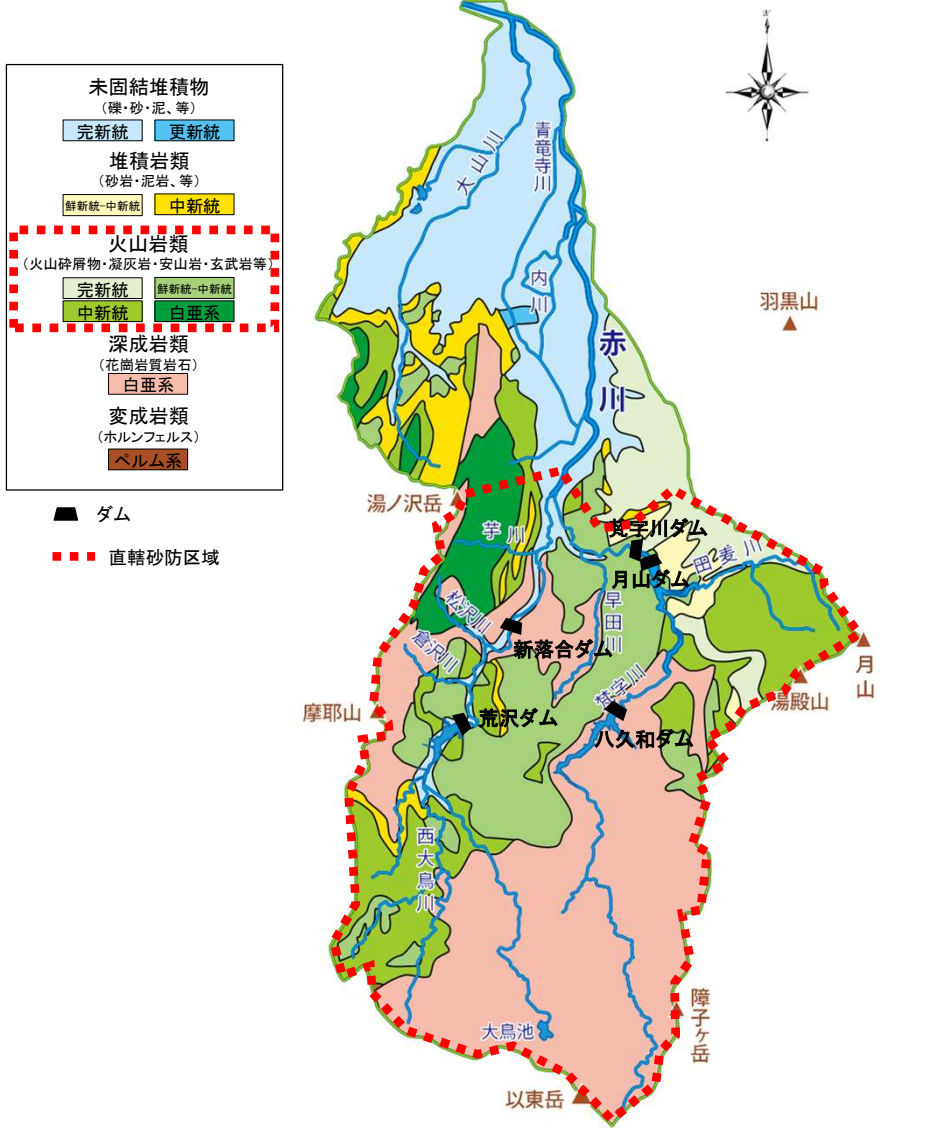 未固結堆積物
(礫・砂・泥、等)
完新統 更新統
堆積岩類
(砂岩・泥岩、等)
鮮新統-中新統 中新統
火山岩類
(火山砕屑物・凝灰岩・安山岩・玄武岩等)
完新統 鮮新統-中新統
中新統 白亜系
深成岩類
(花崗岩質岩石)
白亜系
変成岩類
(ホルンフェルス)
ペルム系
ダム
直轄砂防区域
N
大山川
青竜寺川
内川
赤川
羽黒山
湯ノ沢岳
芋川
梵字川ダム
田麦川
月山ダム
松沢川
早田川
新落合ダム
倉沢川
月山
湯殿山
梵字川
摩耶山
荒沢ダム
八久和ダム
西大鳥川
障子ヶ岳
大鳥池
以東岳